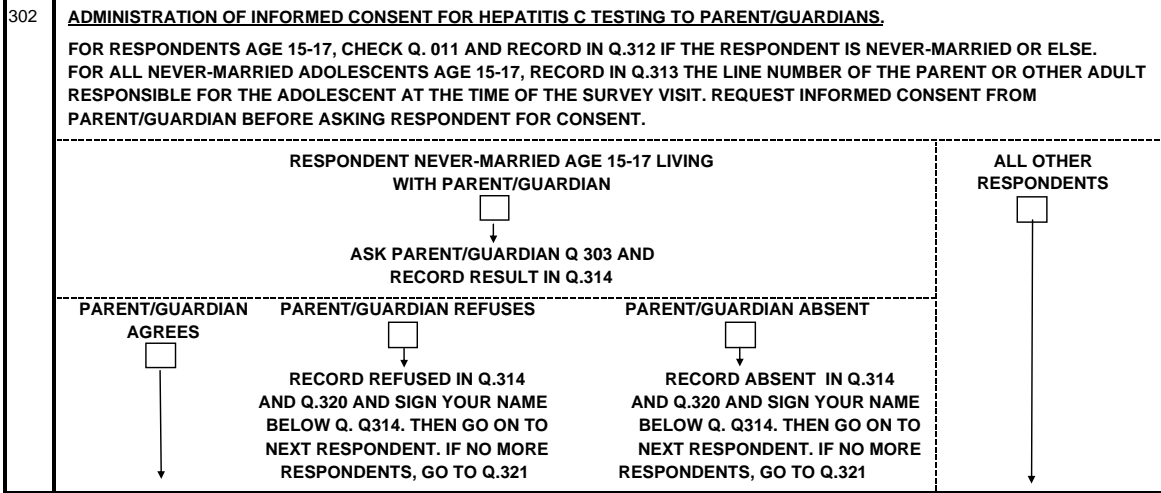 302 ADMINISTRATION OF INFORMED CONSENT FOR HEPATITIS C TESTING TO PARENT/GUARDIANS.
FOR RESPONDENTS AGE 15-17, CHECK Q. 011 AND RECORD IN Q.312 IF THE RESPONDENT IS NEVER-MARRIED OR ELSE.
FOR ALL NEVER-MARRIED ADOLESCENTS AGE 15-17, RECORD IN Q.313 THE LINE NUMBER OF THE PARENT OR OTHER ADULT
RESPONSIBLE FOR THE ADOLESCENT AT THE TIME OF THE SURVEY VISIT. REQUEST INFORMED CONSENT FROM
PARENT/GUARDIAN BEFORE ASKING RESPONDENT FOR CONSENT.
RESPONDENT NEVER-MARRIED AGE 15-17 LIVING
WITH PARENT/GUARDIAN
ASK PARENT/GUARDIAN Q 303 AND
RECORD RESULT IN Q.314
ALL OTHER
RESPONDENTS
PARENT/GUARDIAN
AGREES
PARENT/GUARDIAN REFUSES
RECORD REFUSED IN Q.314
AND Q.320 AND SIGN YOUR NAME
BELOW Q. Q314. THEN GO ON TO
NEXT RESPONDENT. IF NO MORE
RESPONDENTS, GO TO Q.321
PARENT/GUARDIAN ABSENT
RECORD ABSENT IN Q.314
AND Q.320 AND SIGN YOUR NAME
BELOW Q. Q314. THEN GO ON TO
NEXT RESPONDENT. IF NO MORE
RESPONDENTS, GO TO Q.321